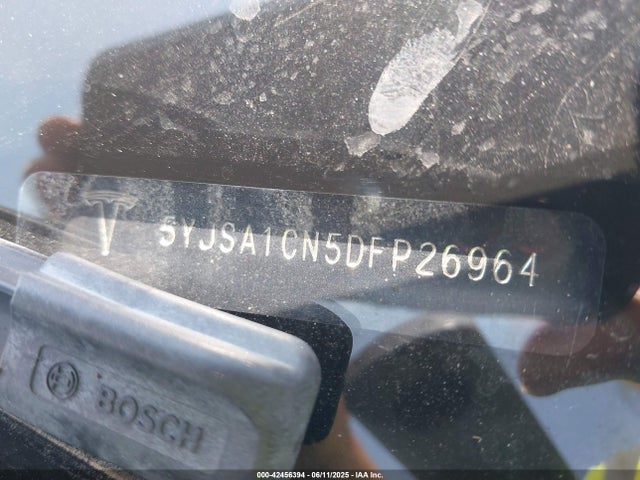 5YJSA1CN5DFP26964
BOSCH
000-42456394 - 06/11/2025 - IAA Inc.